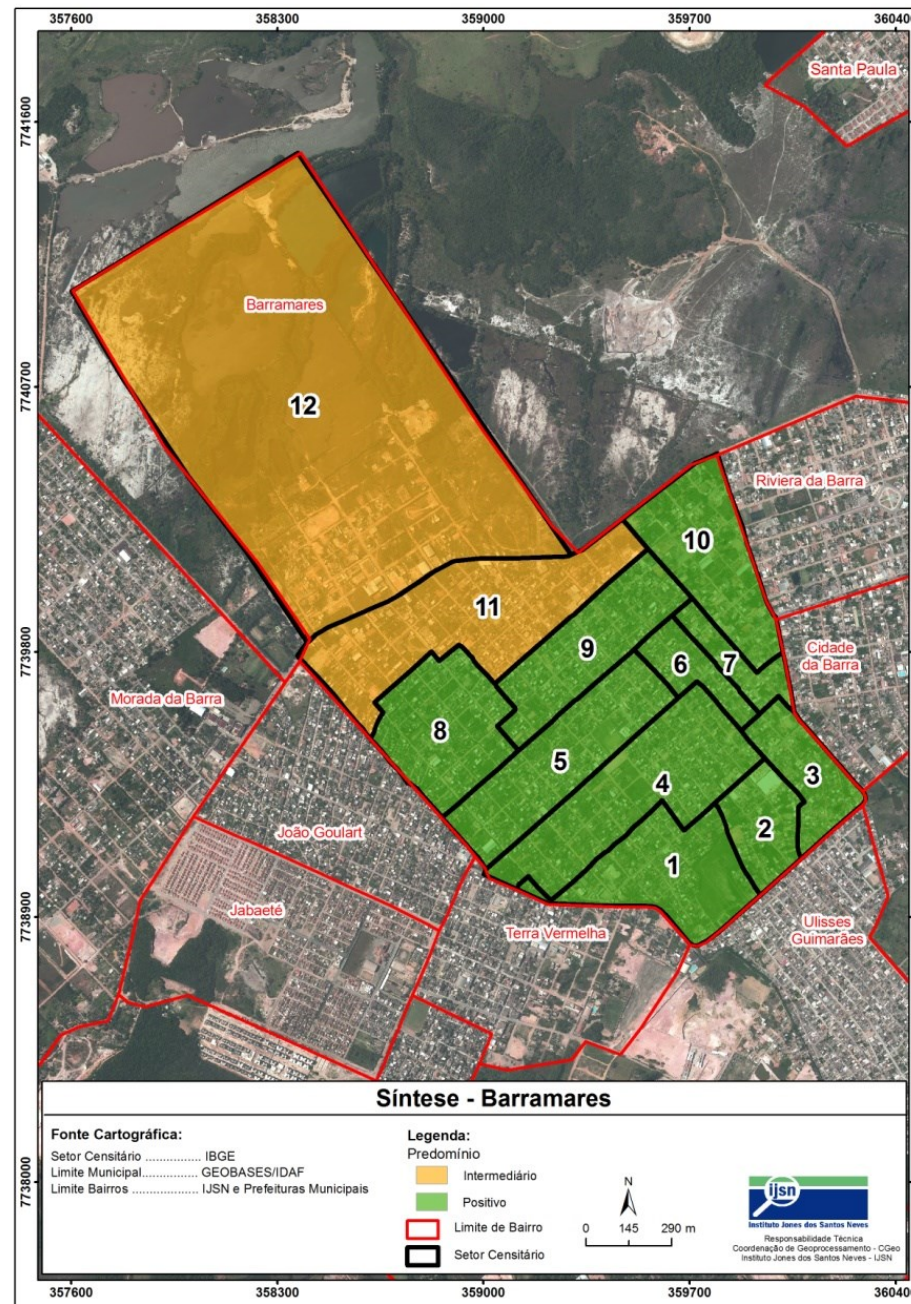 357600 358300 359000 359700 360400
Santa Paula
7741600
Barramares
7740700
12
Riviera da Barra
10
11
7739800
9
6
7
Cidade
da Barra
Morada da Barra
8
5
4
3
2
1
João Goulart
Jabaeté
7738900
Terra Vermelha
Ulisses
Guimarães
Síntese - Barramares
Fonte Cartográfica:
Setor Censitário ................ IBGE
Limite Municipal................ GEOBASES/IDAF
Limite Bairros ................... IJSN e Prefeituras Municipais
Legenda:
Predomínio
Intermediário
Positivo
Limite de Bairro
Setor Censitário
N
0 145 290 m
ijsn
Instituto Jones dos Santos Neves
Responsabilidade Técnica
Coordenação de Geoprocessamento - CGeo
Instituto Jones dos Santos Neves - IJSN
7738000
357600 358300 359000 359700 36040